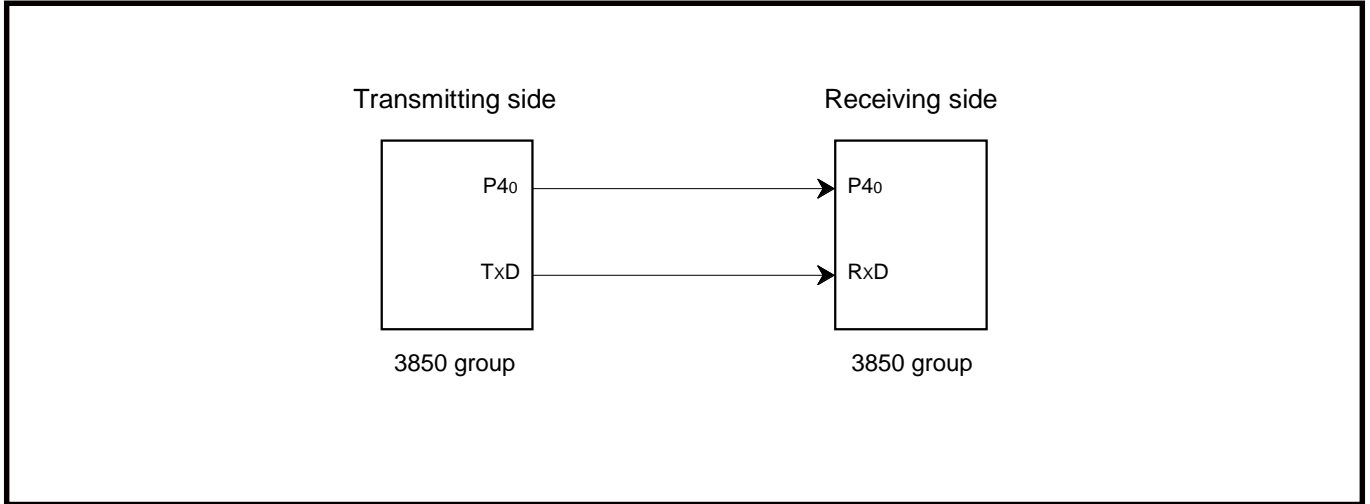 Transmitting side
Receiving side
P40
P40
TxD
RxD
3850 group
3850 group